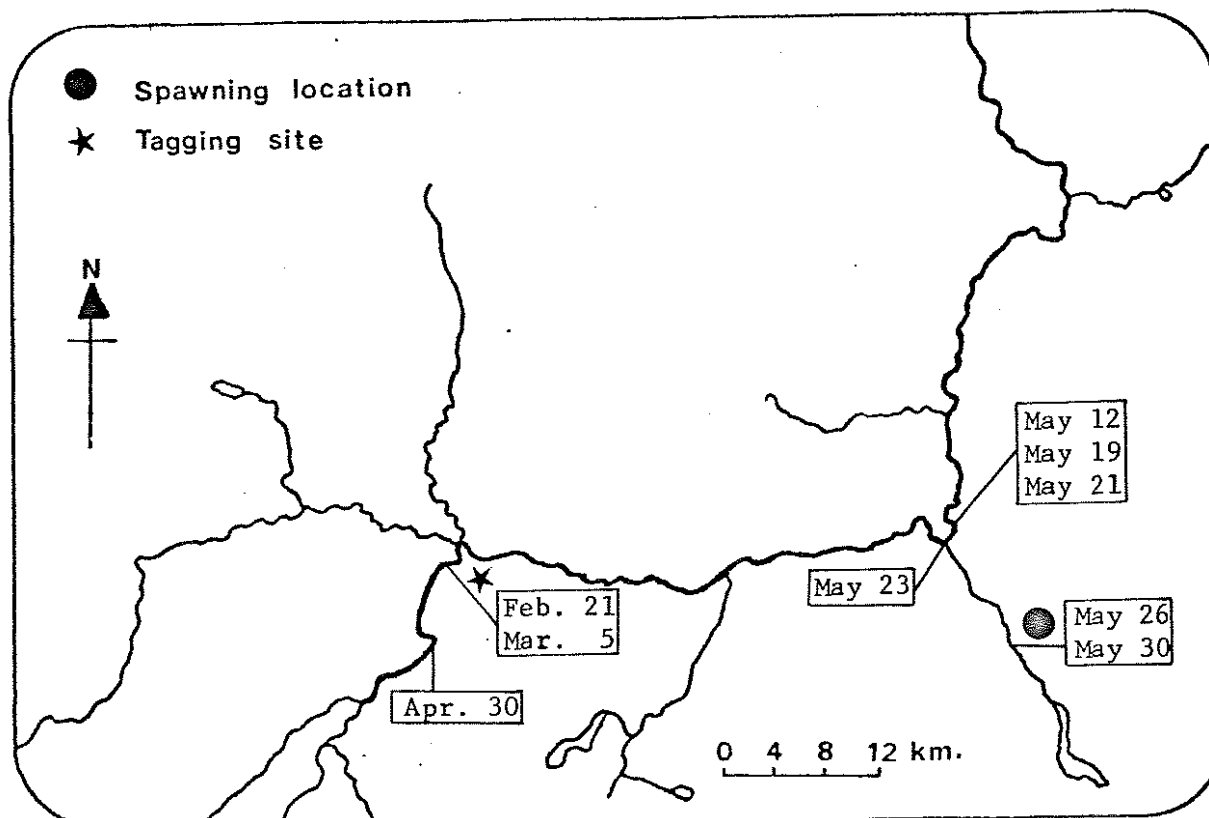 Spawning location
Tagging site
N
May 12
May 19
May 21
May 23
Feb. 21
Mar. 5
May 26
May 30
Apr. 30
0 4 8 12 km.